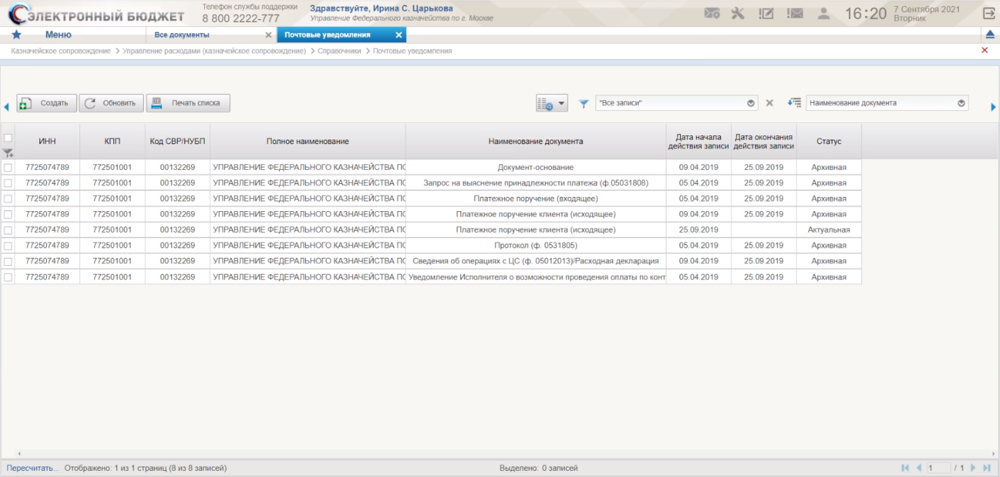 ЭЛЕКТРОННЫЙ БЮДЖЕТ
Телефон службы поддержки
8 800 2222-777
Здравствуйте, Ирина С. Царькова
Управление Федерального казначейства по г. Москве
16:20
7 Сентября 2021
Вторник
Меню
Все документы
Почтовые уведомления
Казначейское сопровождение > Управление расходами (казначейское сопровождение) > Справочники > Почтовые уведомления
Создать
Обновить
Печать списка
"Все записи"
Наименование документа
ИНН КПП Код СВР/НУБП Полное наименование Наименование документа Дата начала действия записи Дата окончания действия записи Статус
7725074789 772501001 00132269 УПРАВЛЕНИЕ ФЕДЕРАЛЬНОГО КАЗНАЧЕЙСТВА ПО Документ-основание 09.04.2019 25.09.2019 Архивная
7725074789 772501001 00132269 УПРАВЛЕНИЕ ФЕДЕРАЛЬНОГО КАЗНАЧЕЙСТВА ПО Запрос на выяснение принадлежности платежа (ф.05031808) 05.04.2019 25.09.2019 Архивная
7725074789 772501001 00132269 УПРАВЛЕНИЕ ФЕДЕРАЛЬНОГО КАЗНАЧЕЙСТВА ПО Платежное поручение (входящее) 05.04.2019 25.09.2019 Архивная
7725074789 772501001 00132269 УПРАВЛЕНИЕ ФЕДЕРАЛЬНОГО КАЗНАЧЕЙСТВА ПО Платежное поручение клиента (исходящее) 09.04.2019 25.09.2019 Архивная
7725074789 772501001 00132269 УПРАВЛЕНИЕ ФЕДЕРАЛЬНОГО КАЗНАЧЕЙСТВА ПО Платежное поручение клиента (исходящее) 25.09.2019 Актуальная
7725074789 772501001 00132269 УПРАВЛЕНИЕ ФЕДЕРАЛЬНОГО КАЗНАЧЕЙСТВА ПО Протокол (ф. 0531805) 05.04.2019 25.09.2019 Архивная
7725074789 772501001 00132269 УПРАВЛЕНИЕ ФЕДЕРАЛЬНОГО КАЗНАЧЕЙСТВА ПО Сведения об операциях с ЦС (ф. 05012013)/Расходная декларация 09.04.2019 25.09.2019 Архивная
7725074789 772501001 00132269 УПРАВЛЕНИЕ ФЕДЕРАЛЬНОГО КАЗНАЧЕЙСТВА ПО Уведомление Исполнителя о возможности проведения оплаты по конт 05.04.2019 25.09.2019 Архивная
Пересчитать... Отображено: 1 из 1 страниц (8 из 8 записей) Выделено: 0 записей 1 / 1